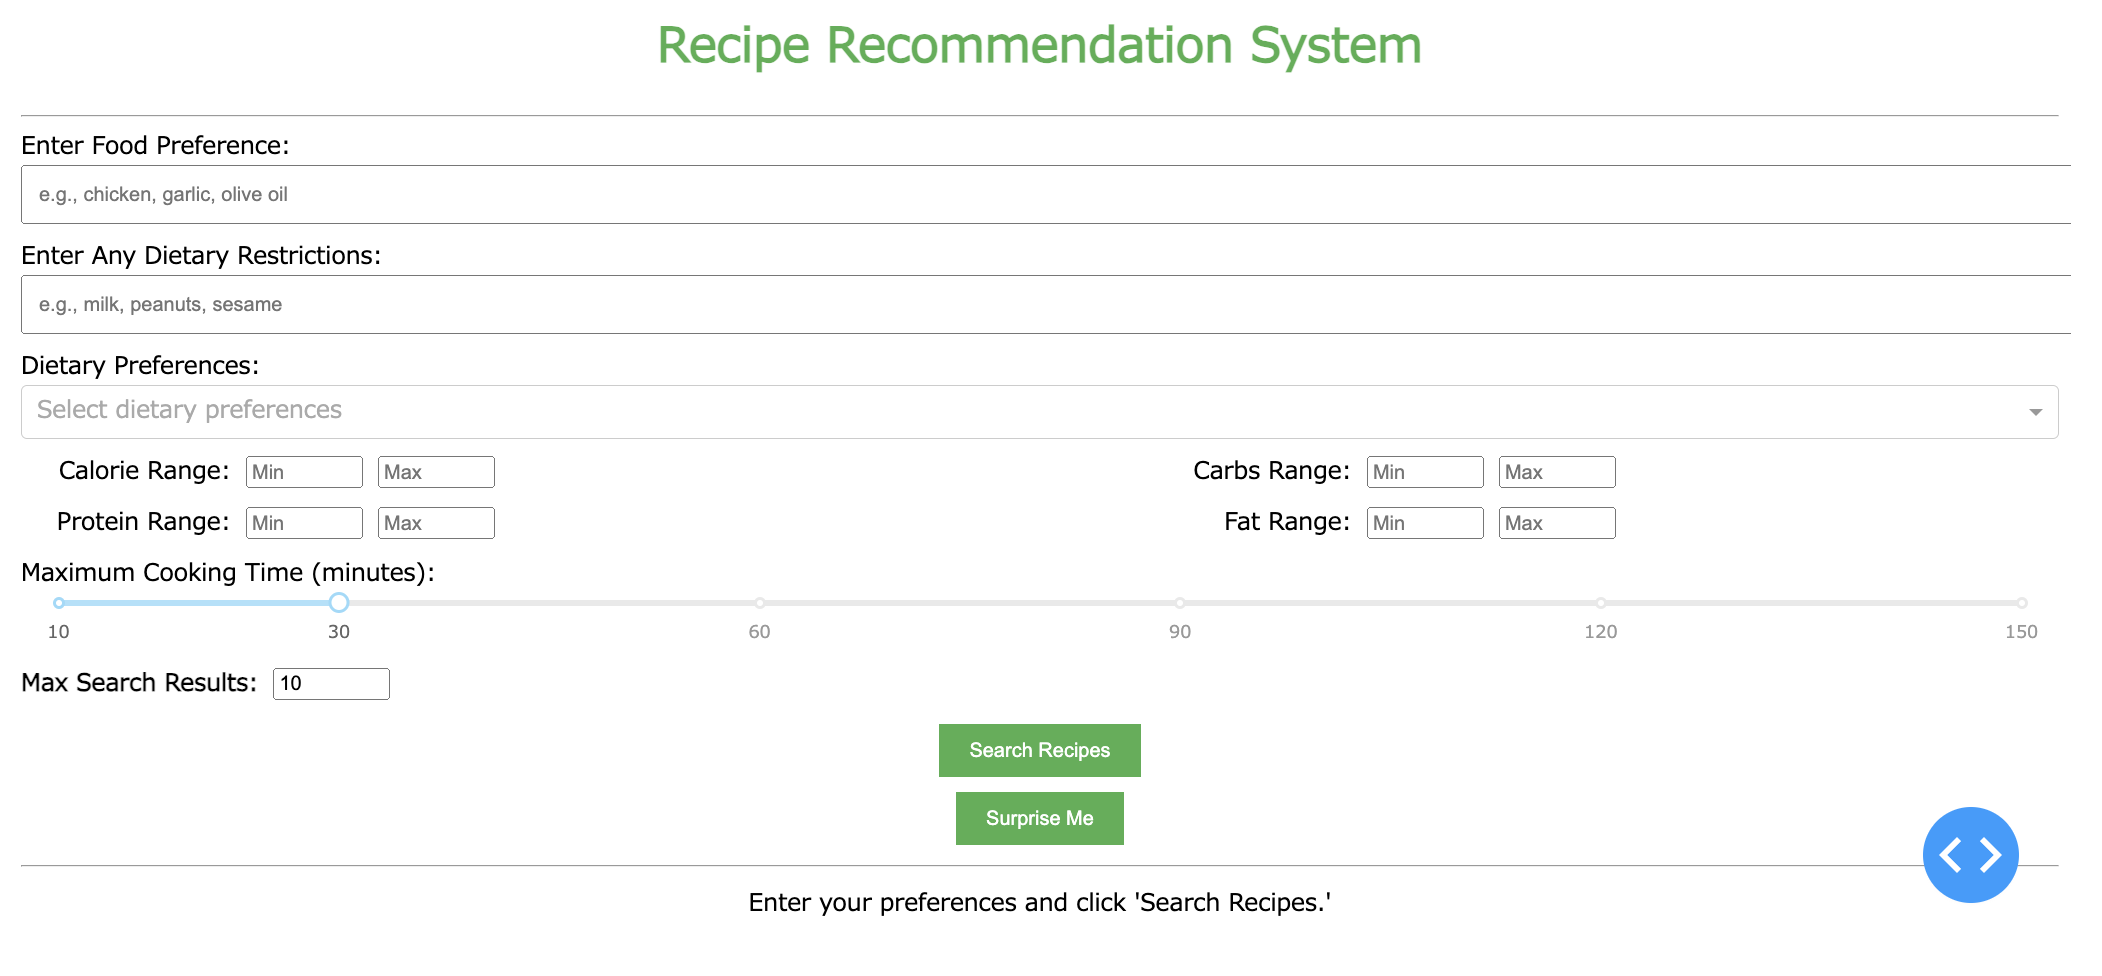 Recipe Recommendation System
Enter Food Preference:
e.g., chicken, garlic, olive oil
Enter Any Dietary Restrictions:
e.g., milk, peanuts, sesame
Dietary Preferences:
Select dietary preferences
Calorie Range: Min Max Carbs Range: Min Max
Protein Range: Min Max Fat Range: Min Max
Maximum Cooking Time (minutes):
10 30 60 90 120 150
Max Search Results: 10
Search Recipes
Surprise Me
Enter your preferences and click 'Search Recipes.'